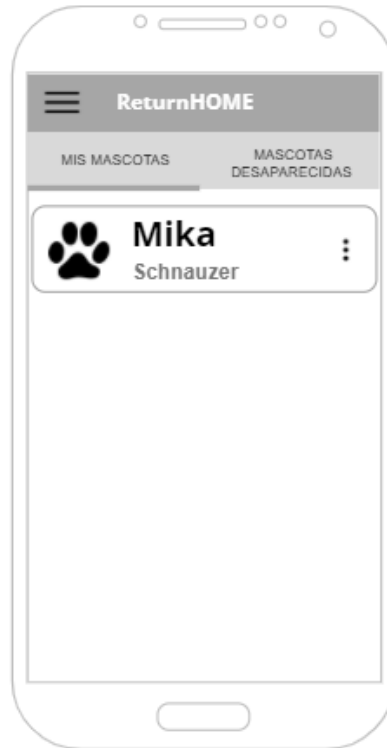 ReturnHOME
MIS MASCOTAS
MASCOTAS
DESAPARECIDAS
Mika
Schnauzer